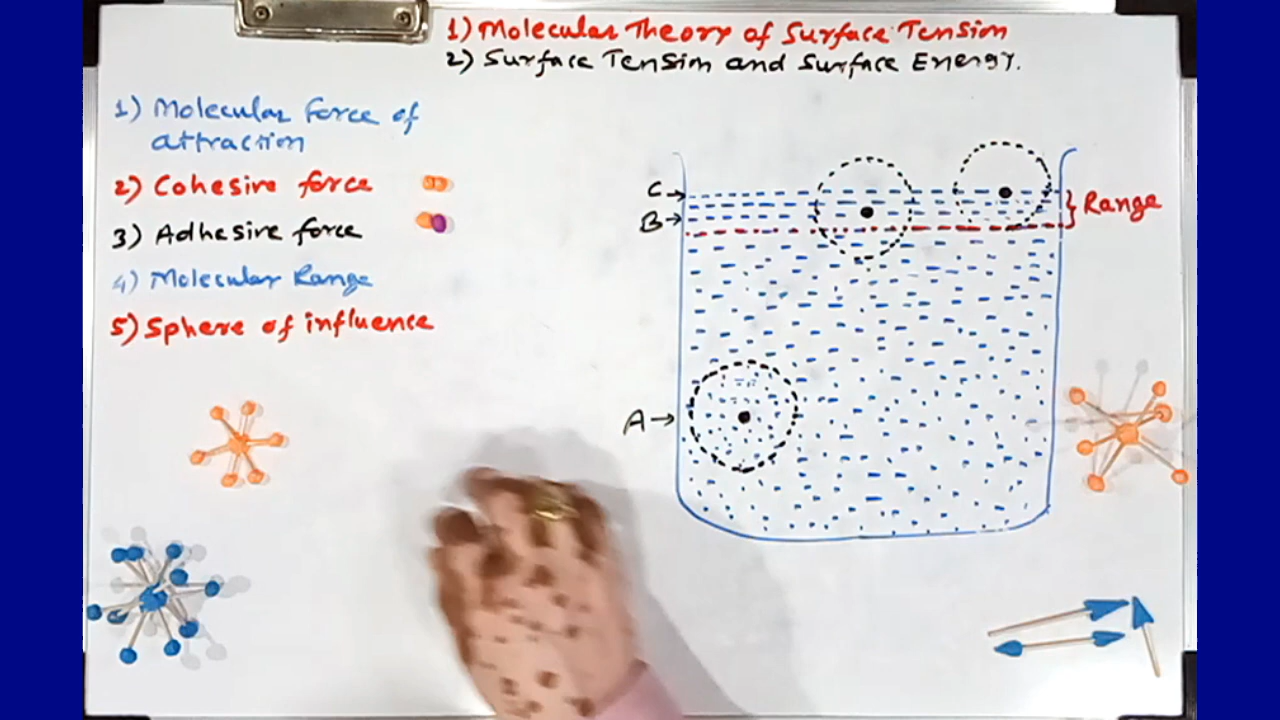 1) Molecular Theory of Surface Tension
2) Surface Tension and Surface Energy.
1) Molecular force of
attraction
2) Cohesive force
3) Adhesive force
4) Molecular Range
5) Sphere of influence
C
B
} Range
A